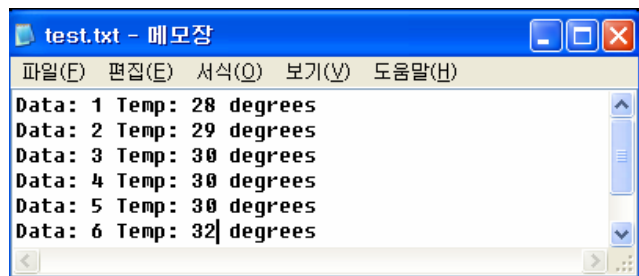 test.txt - 메모장
파일(F) 편집(E) 서식(O) 보기(V) 도움말(H)
Data: 1 Temp: 28 degrees
Data: 2 Temp: 29 degrees
Data: 3 Temp: 30 degrees
Data: 4 Temp: 30 degrees
Data: 5 Temp: 30 degrees
Data: 6 Temp: 32 degrees